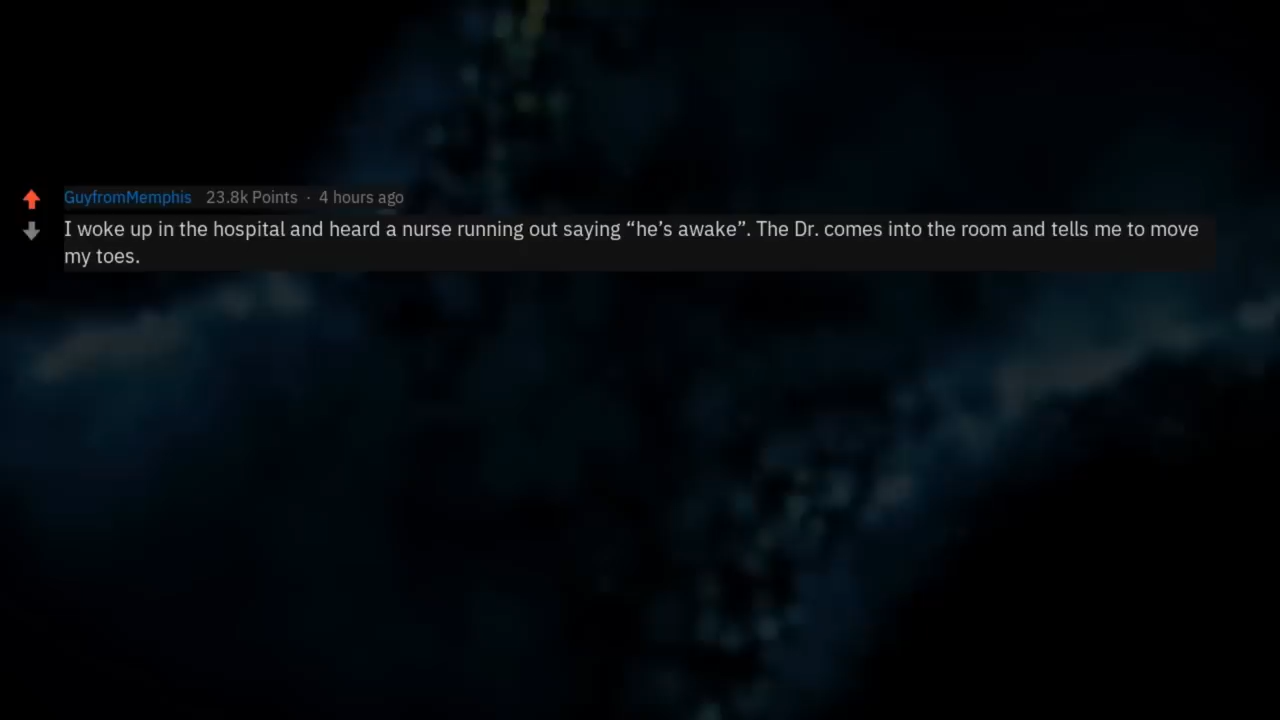 GuyfromMemphis 23.8k Points · 4 hours ago
I woke up in the hospital and heard a nurse running out saying “he’s awake”. The Dr. comes into the room and tells me to move
my toes.